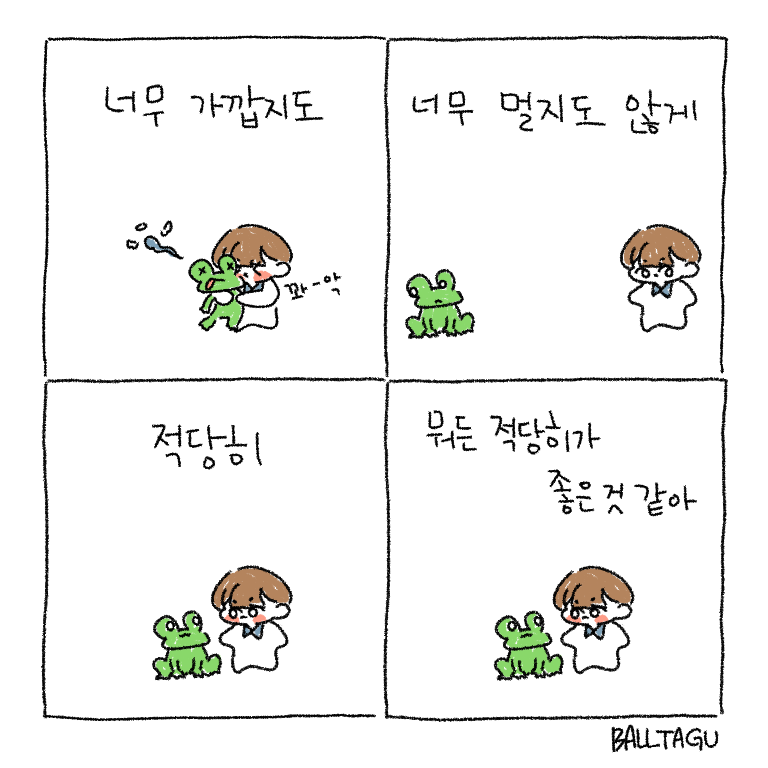 너무 가깝지도
꽈-악
너무 멀지도 않게
적당히
뭐든 적당히가
좋은 것 같아
BALLTAGU